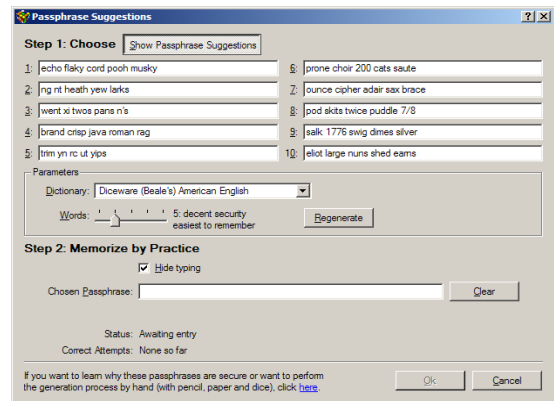 Passphrase Suggestions
Step 1: Choose Show Passphrase Suggestions
1: echo flaky cord pooh musky
2: ng nt heath yew larks
3: went xi twos pans n's
4: brand crisp java roman rag
5: trim yn rc ut yips
6: prone choir 200 cats saute
7: ounce cipher adair sax brace
8: pod skits twice puddle 7/8
9: salk 1776 swig dimes silver
10: eliot large nuns shed earns
Parameters
Dictionary: Diceware (Beale's) American English
Words: 5: decent security
easiest to remember
Regenerate
Step 2: Memorize by Practice
Hide typing
Chosen Passphrase: Clear
Status: Awaiting entry
Correct Attempts: None so far
If you want to learn why these passphrases are secure or want to perform
the generation process by hand (with pencil, paper and dice), click here.
Ok Cancel